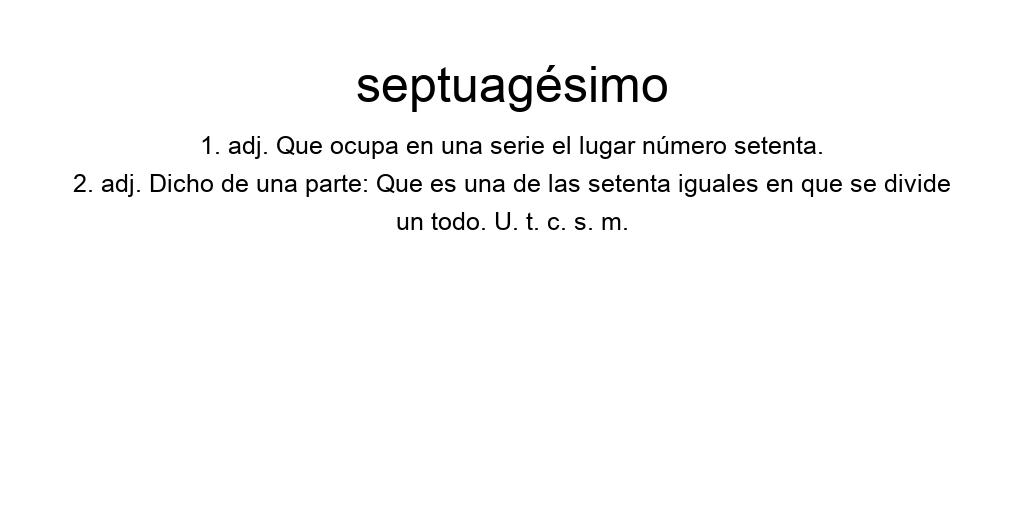 septuagésimo
1. adj. Que ocupa en una serie el lugar número setenta.
2. adj. Dicho de una parte: Que es una de las setenta iguales en que se divide
un todo. U. t. c. s. m.